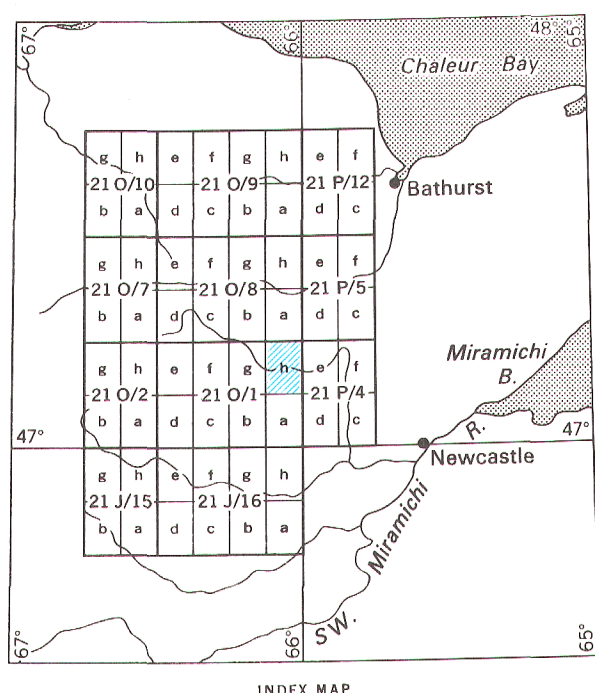 67° 66° 48° 65°
Chaleur Bay
g h e f g h e f
21 O/10 21 O/9 21 P/12
Bathurst
b a d c b a d c
g h e f g h e f
21 O/7 21 O/8 21 P/5
b a d c b a d c
Miramichi
B.
g h e f g h e f
21 O/2 21 O/1 21 P/4
b a d c b a d c
R.
47° 47°
Newcastle
g h e f g h
21 J/15 21 J/16
b a d c b a
Miramichi
SW.
67° 66° 65°
INDEX MAP